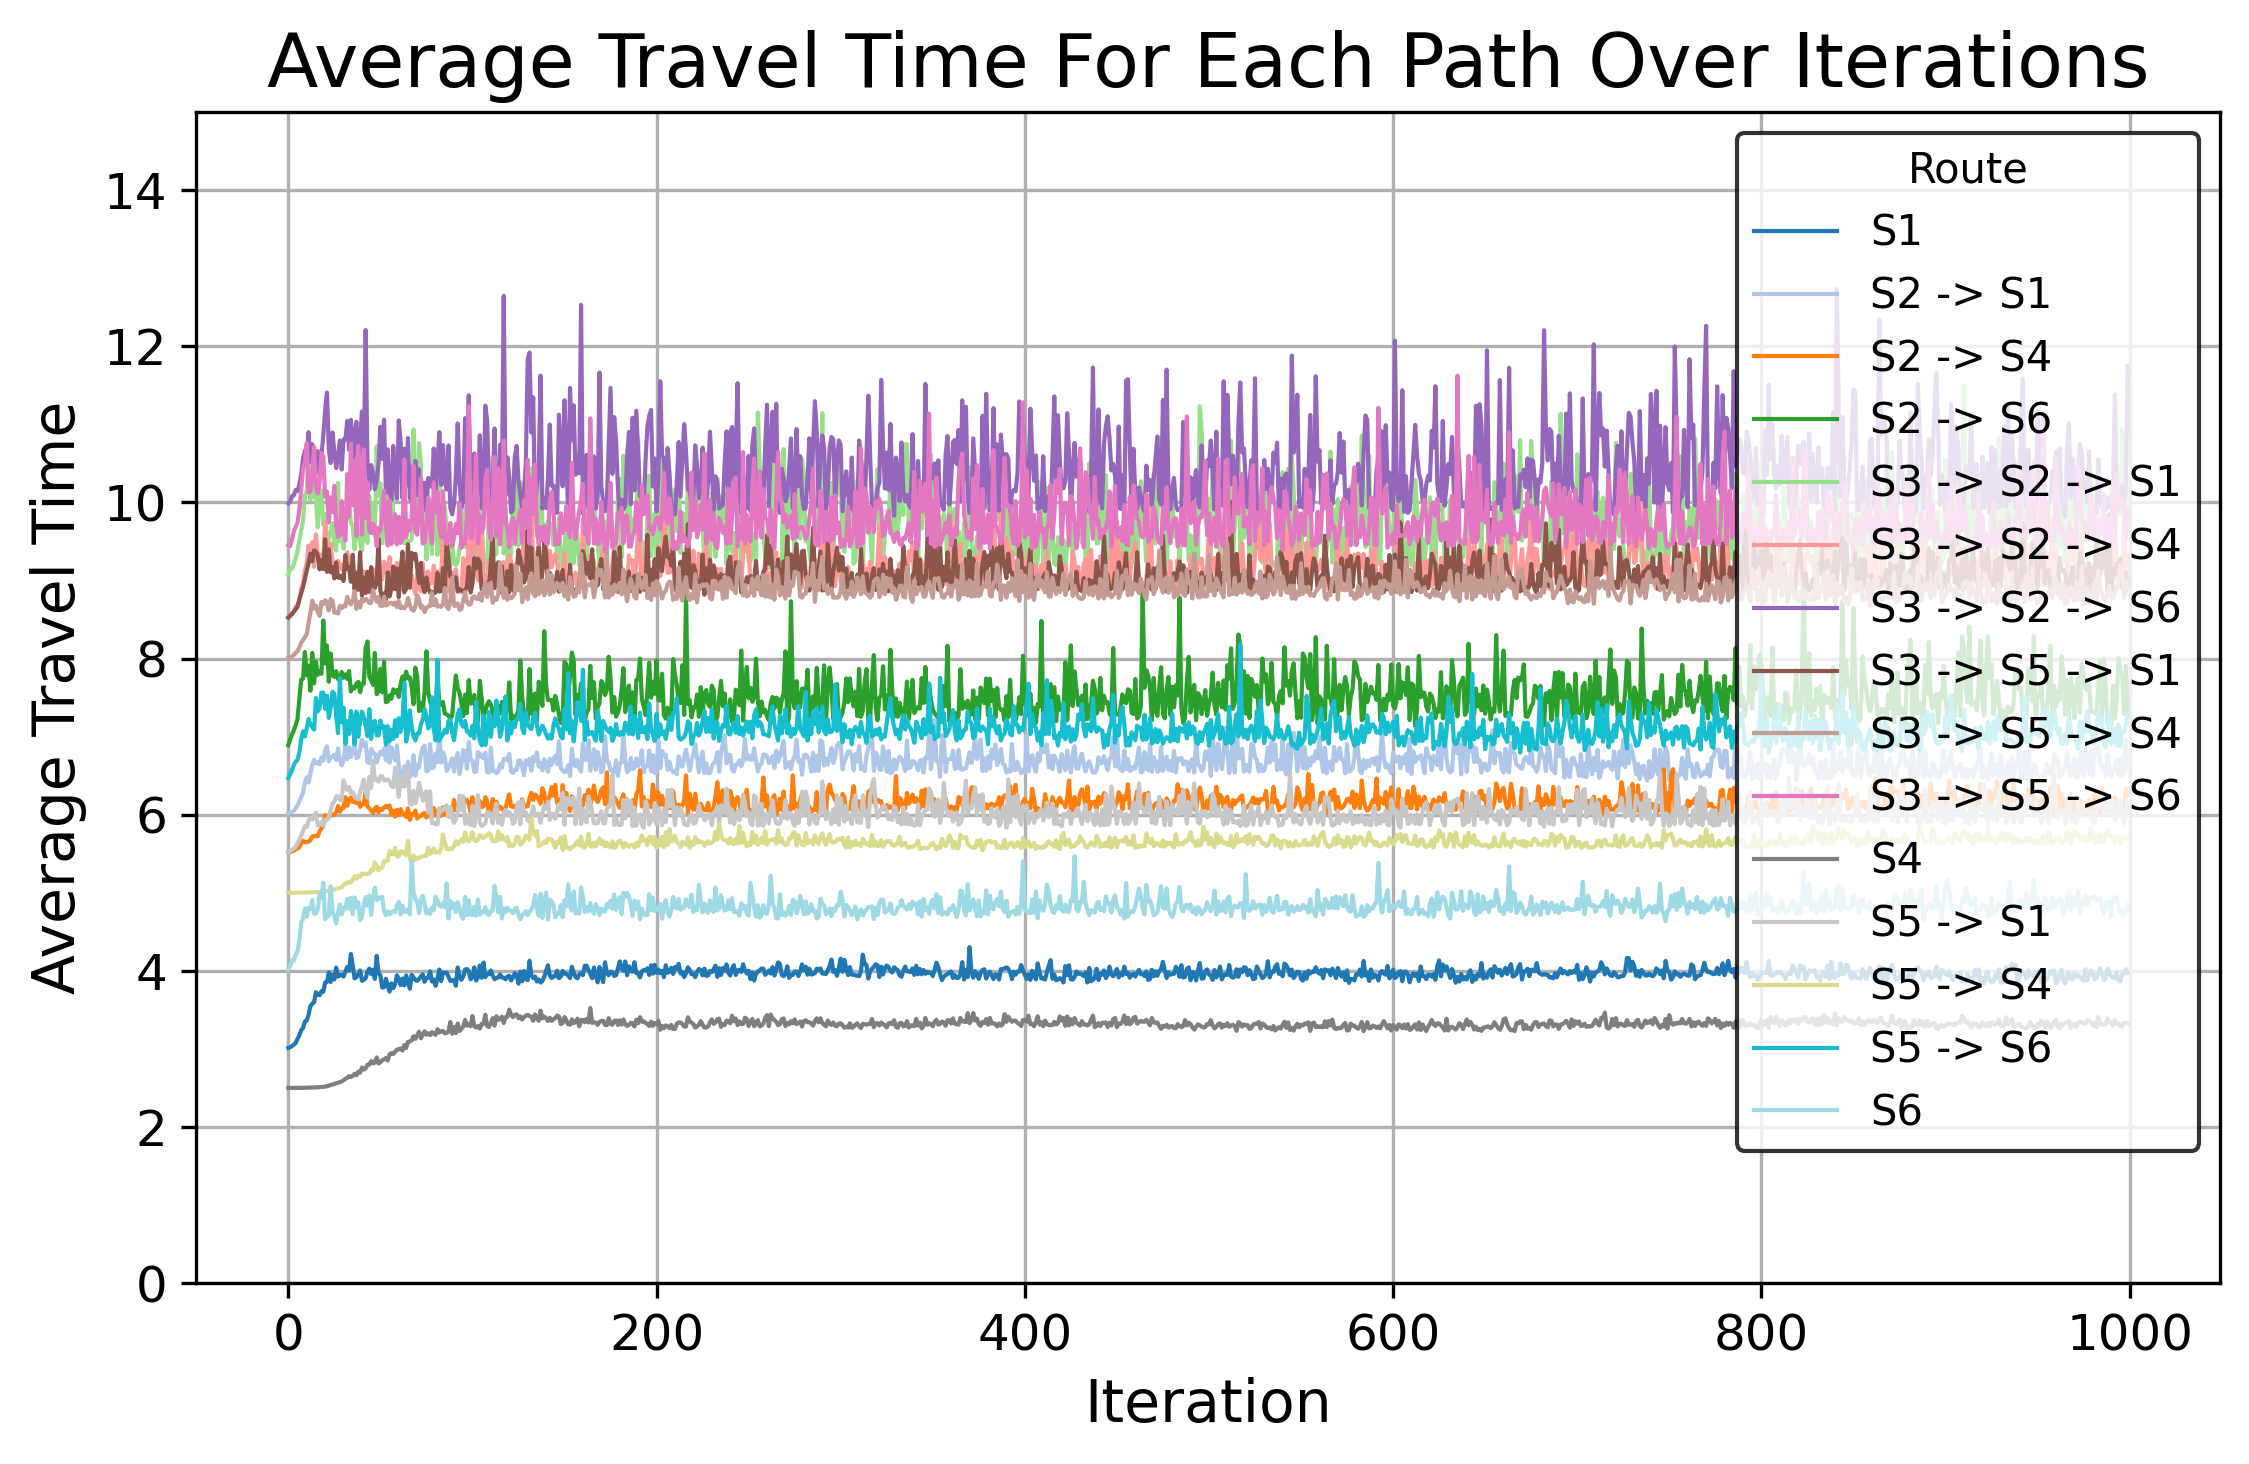 Average Travel Time For Each Path Over Iterations
Average Travel Time
14
12
10
8
6
4
2
0
0 200 400 600 800 1000
Iteration
Route
S1
S2 -> S1
S2 -> S4
S2 -> S6
S3 -> S2 -> S1
S3 -> S2 -> S4
S3 -> S2 -> S6
S3 -> S5 -> S1
S3 -> S5 -> S4
S3 -> S5 -> S6
S4
S5 -> S1
S5 -> S4
S5 -> S6
S6